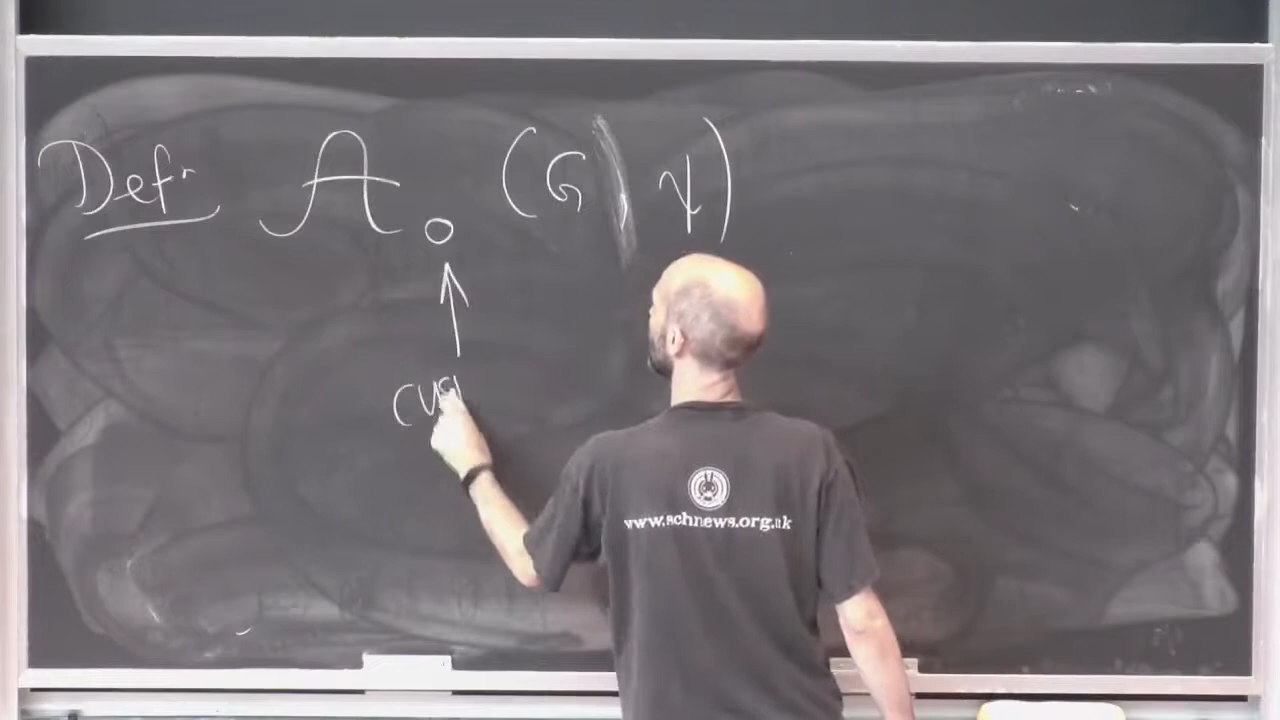 Defn A₀ (G, ψ)
cusp
www.schnews.org.uk